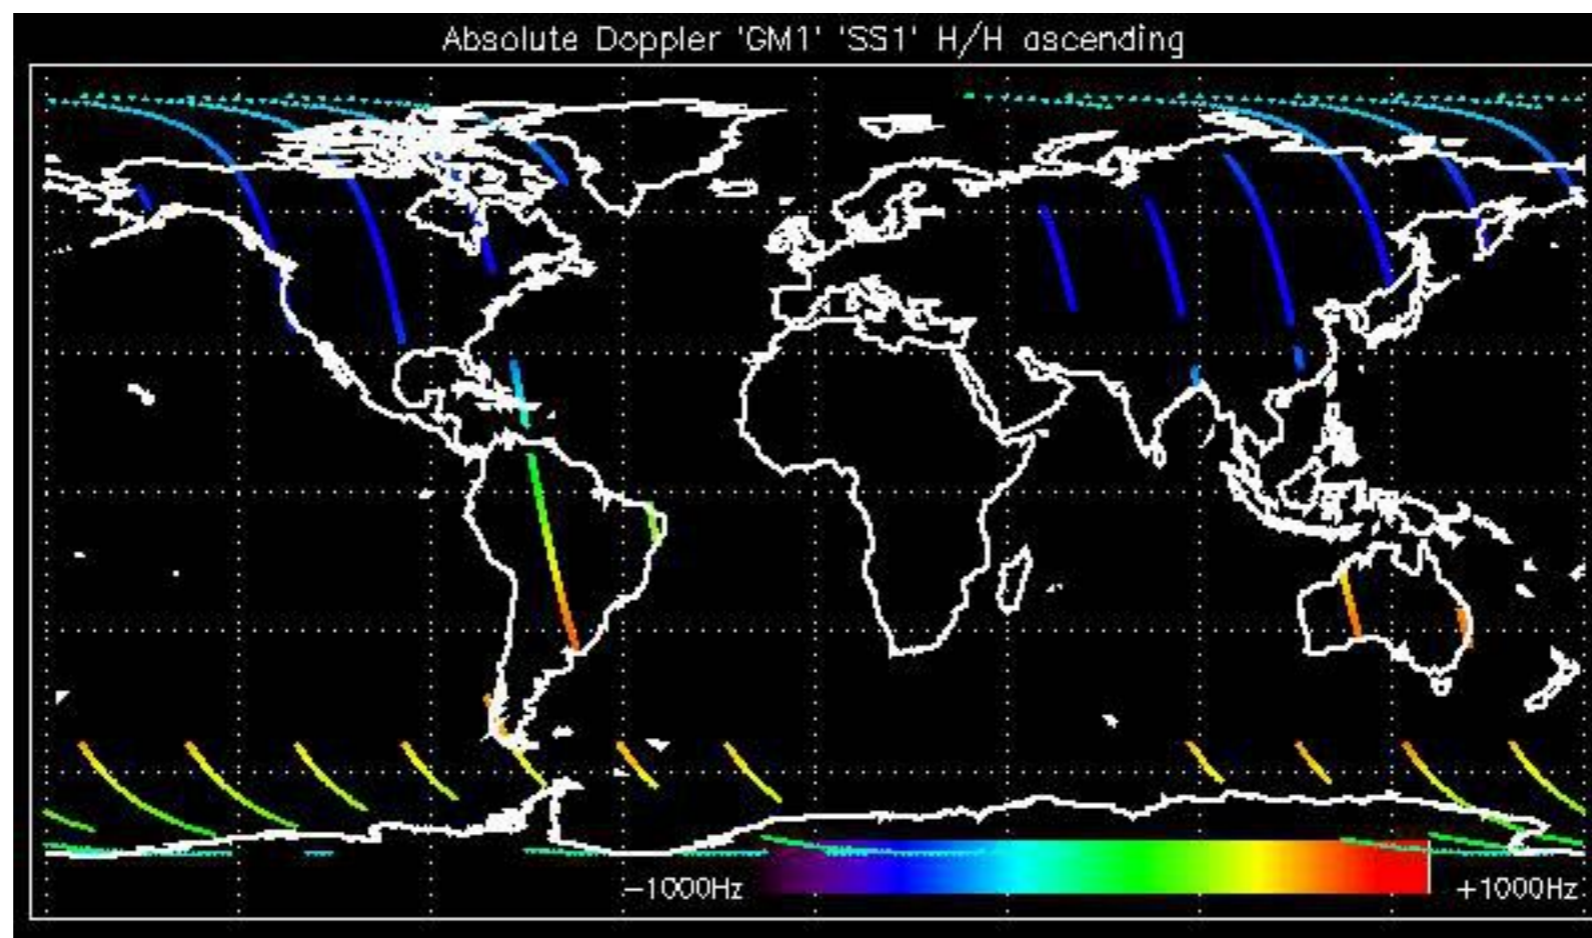 Absolute Doppler 'GM1' 'SS1' H/H ascending
-1000Hz +1000Hz